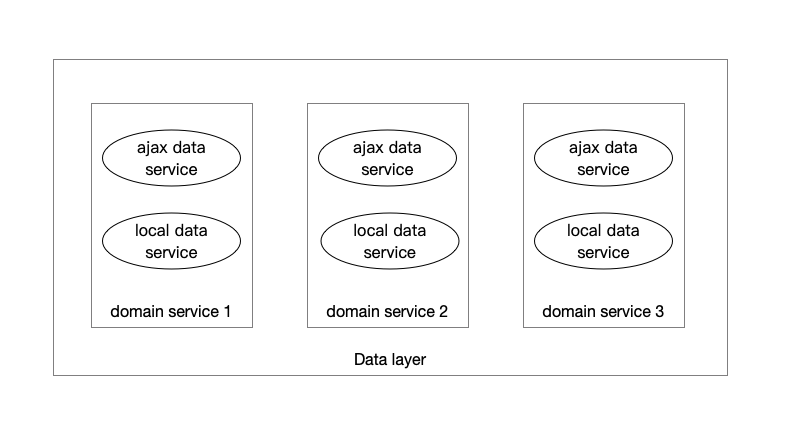 ajax data
service
local data
service
domain service 1
ajax data
service
local data
service
domain service 2
ajax data
service
local data
service
domain service 3
Data layer